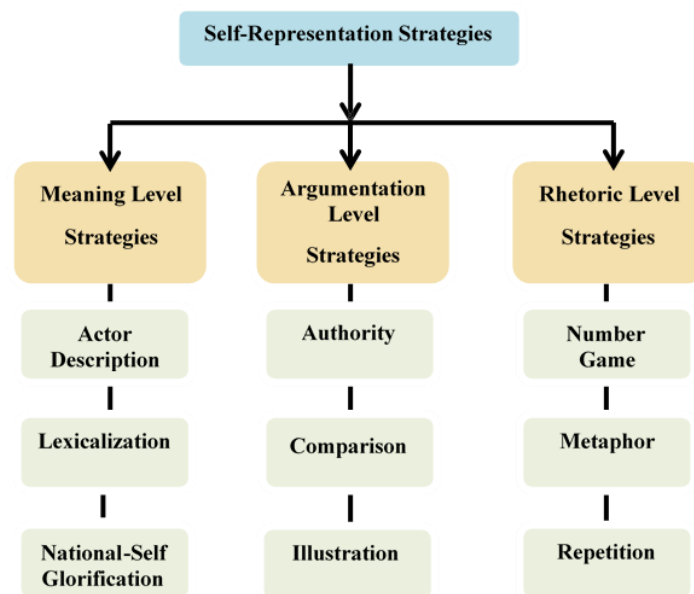 Self-Representation Strategies
Meaning Level
Strategies
Argumentation
Level
Strategies
Rhetoric Level
Strategies
Actor
Description
Authority
Number
Game
Lexicalization
Comparison
Metaphor
National-Self
Glorification
Illustration
Repetition